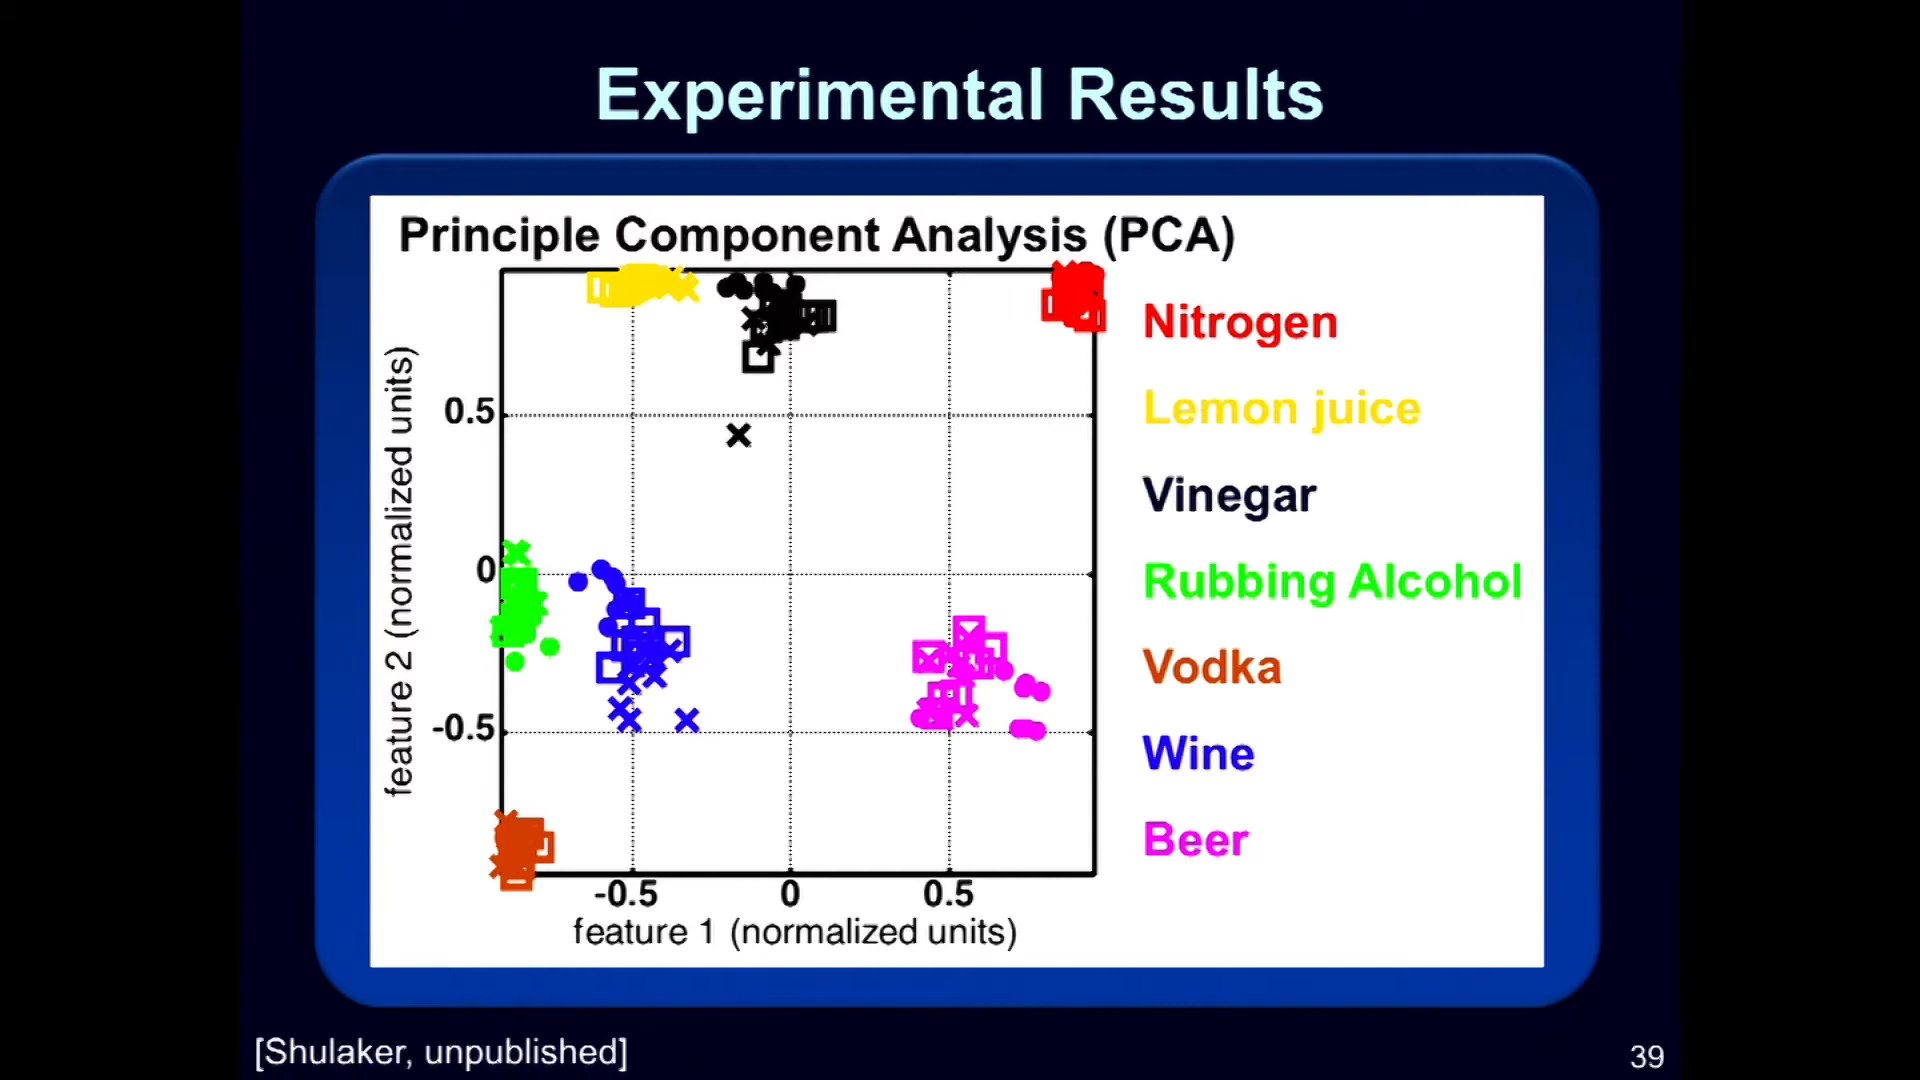 Experimental Results
Principle Component Analysis (PCA)
feature 2 (normalized units)
0.5
0
-0.5
-0.5
0
0.5
feature 1 (normalized units)
Nitrogen
Lemon juice
Vinegar
Rubbing Alcohol
Vodka
Wine
Beer
[Shulaker, unpublished]
39